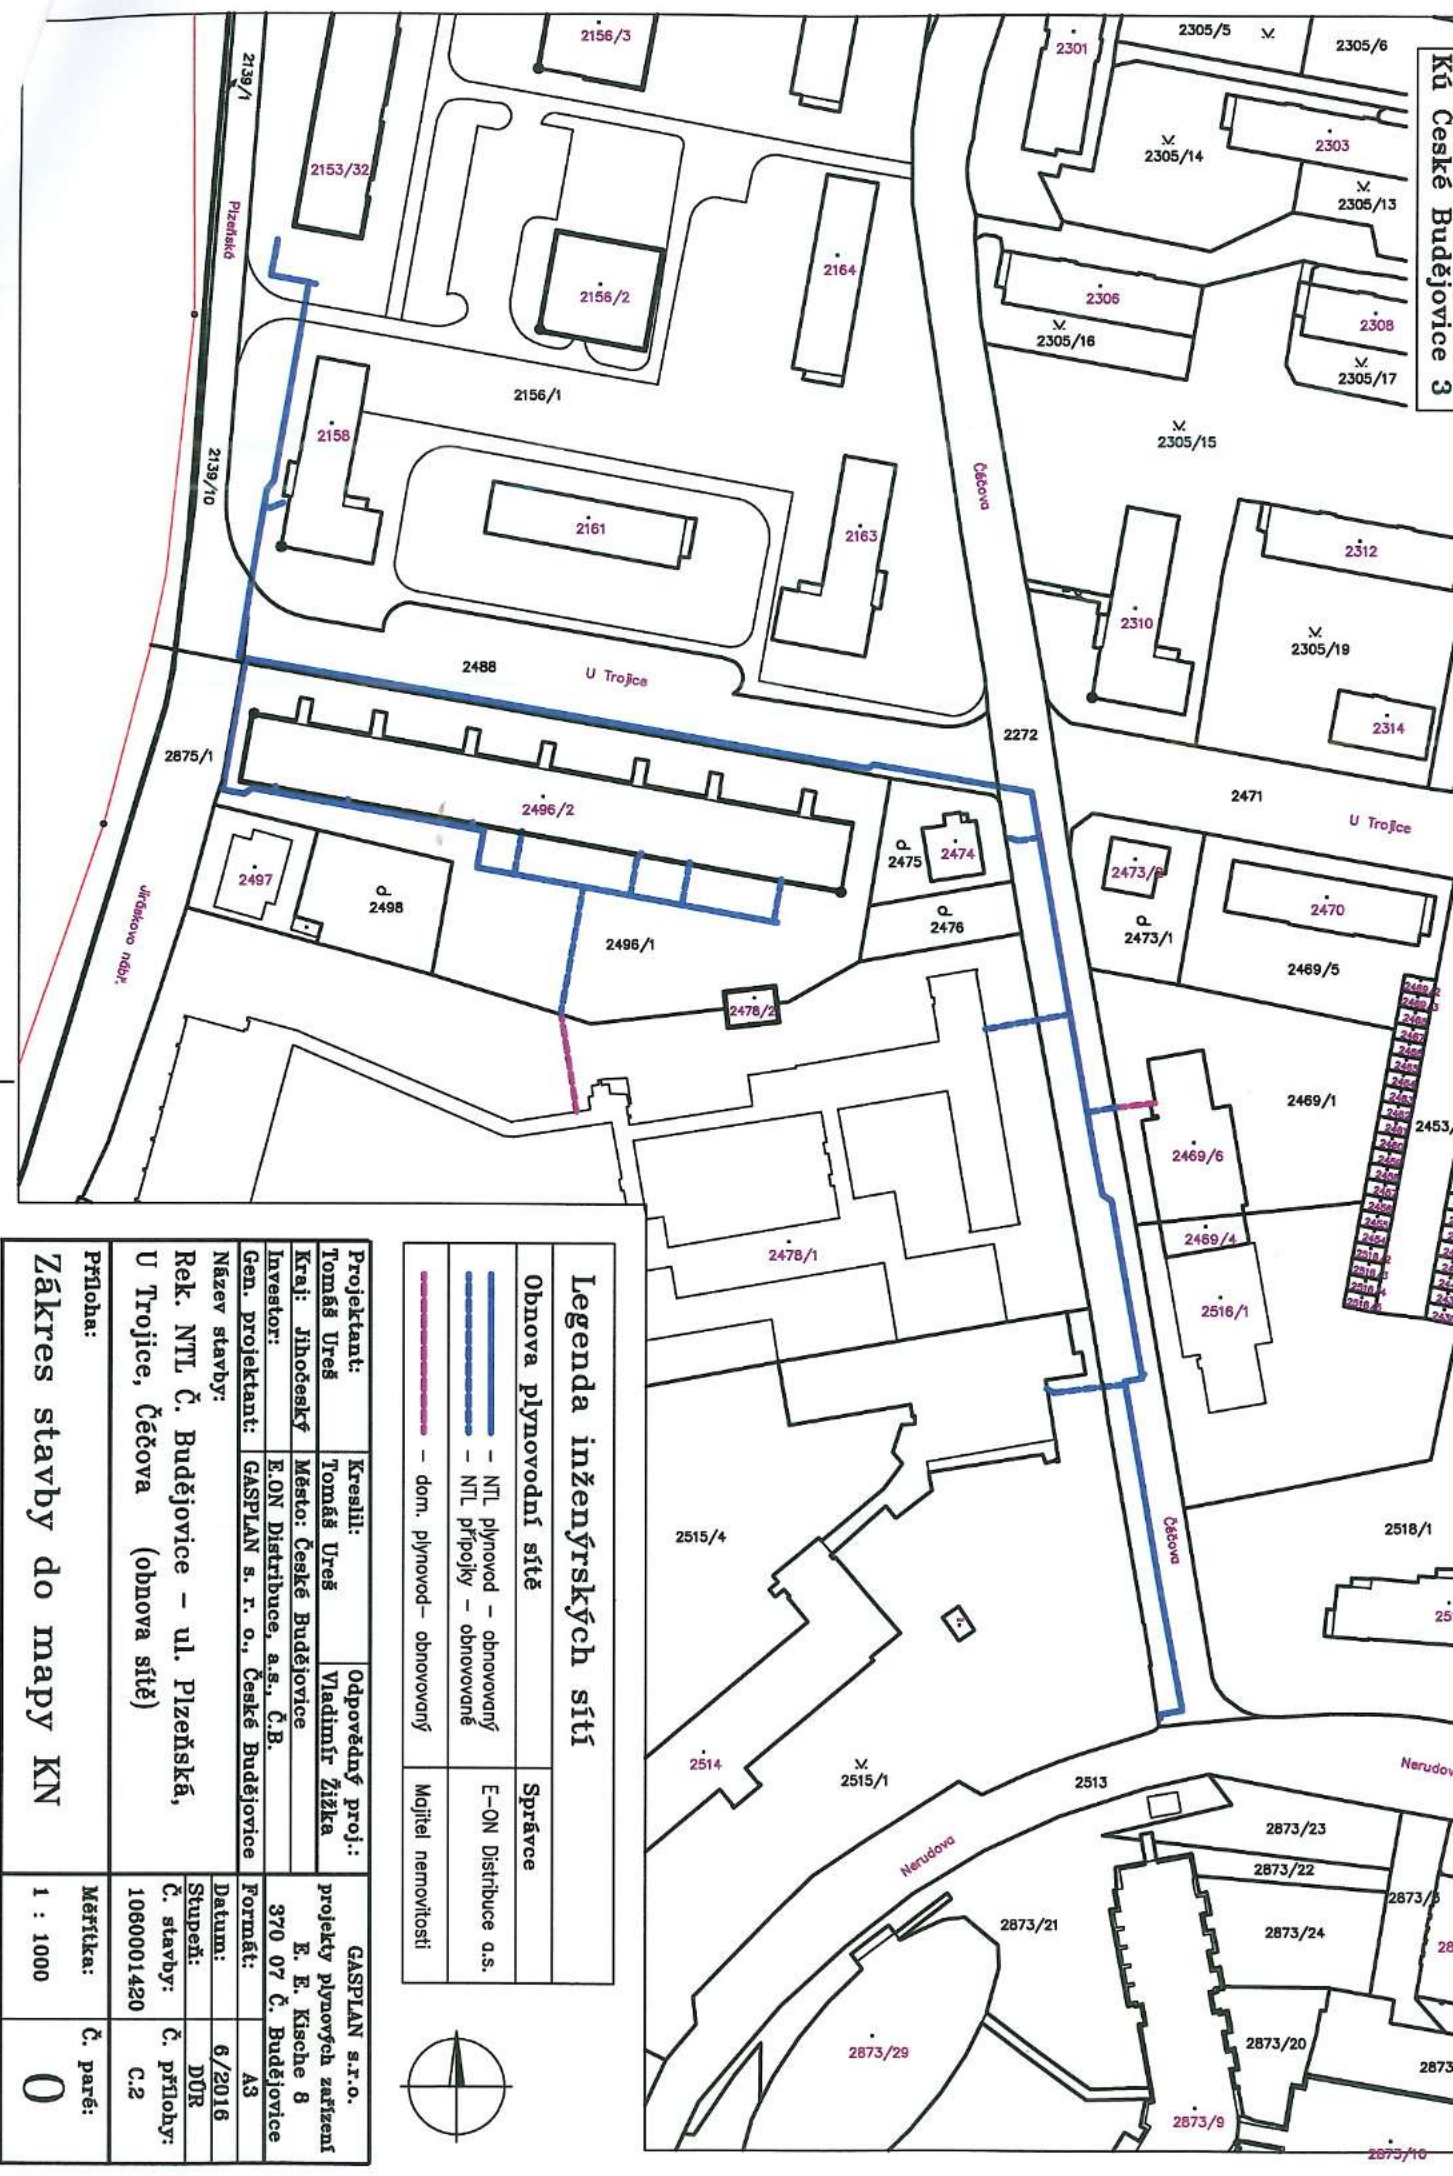 Kú České Budějovice 3
2305/5
2305/6
2156/3
2301
2139/1
2303
2305/14
2153/32
2305/13
Plzeňská
2164
2156/2
2306
2308
2305/16
2305/17
2156/1
2158
2305/15
2139/10
Čéčova
2161
2163
2312
2310
2305/19
2488
U Trojice
2314
2272
2875/1
2471
U Trojice
2496/2
2475
2474
2473/2
2497
2498
2470
2476
2473/1
2496/1
2469/5
Jiráskovo nábř.
2478/2
2469/1
2453/
2469/6
2478/1
2469/4
2516/1
2515/4
Čéčova
2518/1
2514
2515/1
2513
Nerudov
Nerudova
2873/23
2873/22
2873/21
2873/24
2873/29
2873/20
2873
2873/9
2873/10
Legenda inženýrských sítí
Obnova plynovodní sítě
Správce
– NTL plynovod – obnovovaný
– NTL přípojky – obnovované
E–ON Distribuce a.s.
– dom. plynovod– obnovovaný
Majitel nemovitosti
Projektant:
Kreslil:
Odpovědný proj.:
Tomáš Ureš
Tomáš Ureš
Vladimír Žižka
Kraj: Jihočeský
Město: České Budějovice
Investor:
E.ON Distribuce, a.s., Č.B.
Gen. projektant:
GASPLAN s. r. o., České Budějovice
GASPLAN s.r.o.
projekty plynových zařízení
E. E. Kische 8
370 07 Č. Budějovice
Název stavby:
Rek. NTL Č. Budějovice – ul. Plzeňská,
U Trojice, Čéčova (obnova sítě)
Formát:
A3
Datum:
6/2016
Stupeň:
DÚR
Č. stavby:
Č. přílohy:
1060001420
C.2
Příloha:
Zákres stavby do mapy KN
Měřítka:
Č. paré:
1 : 1000
0